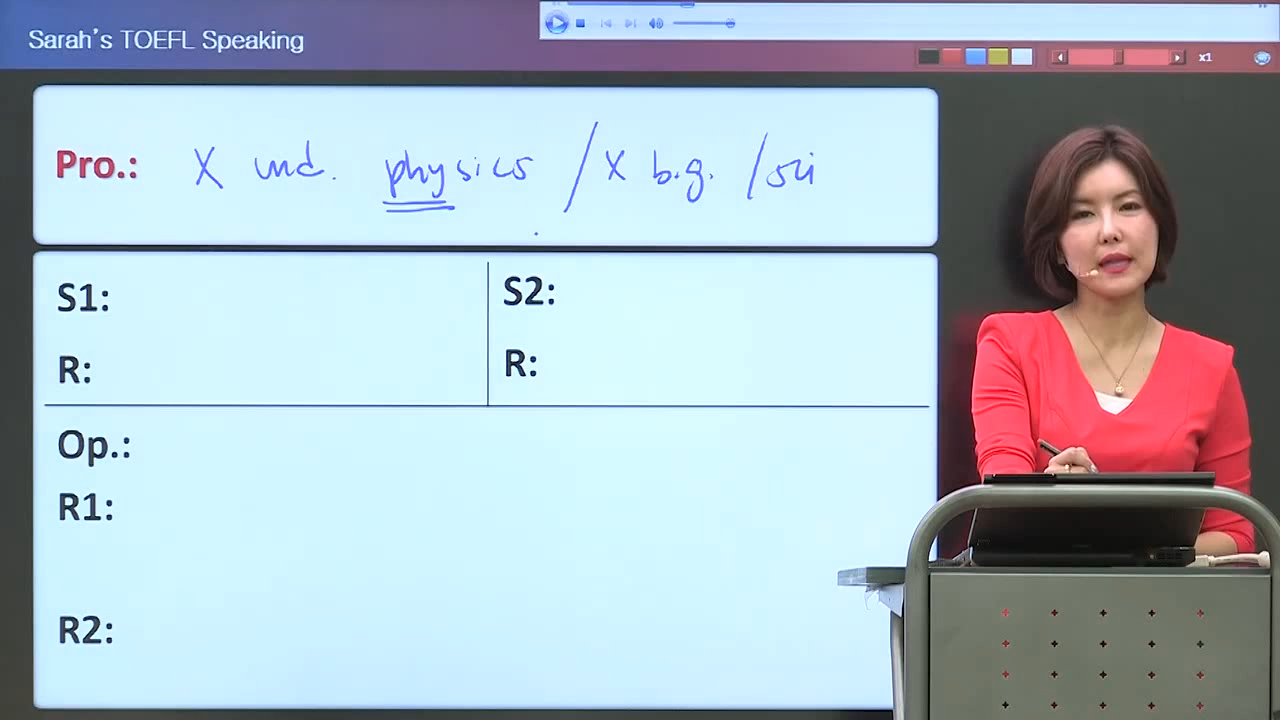 Sarah's TOEFL Speaking
x1
Pro.: X und. physics / X b.g. / sci
S1:
S2:
R:
R:
Op.:
R1:
R2: